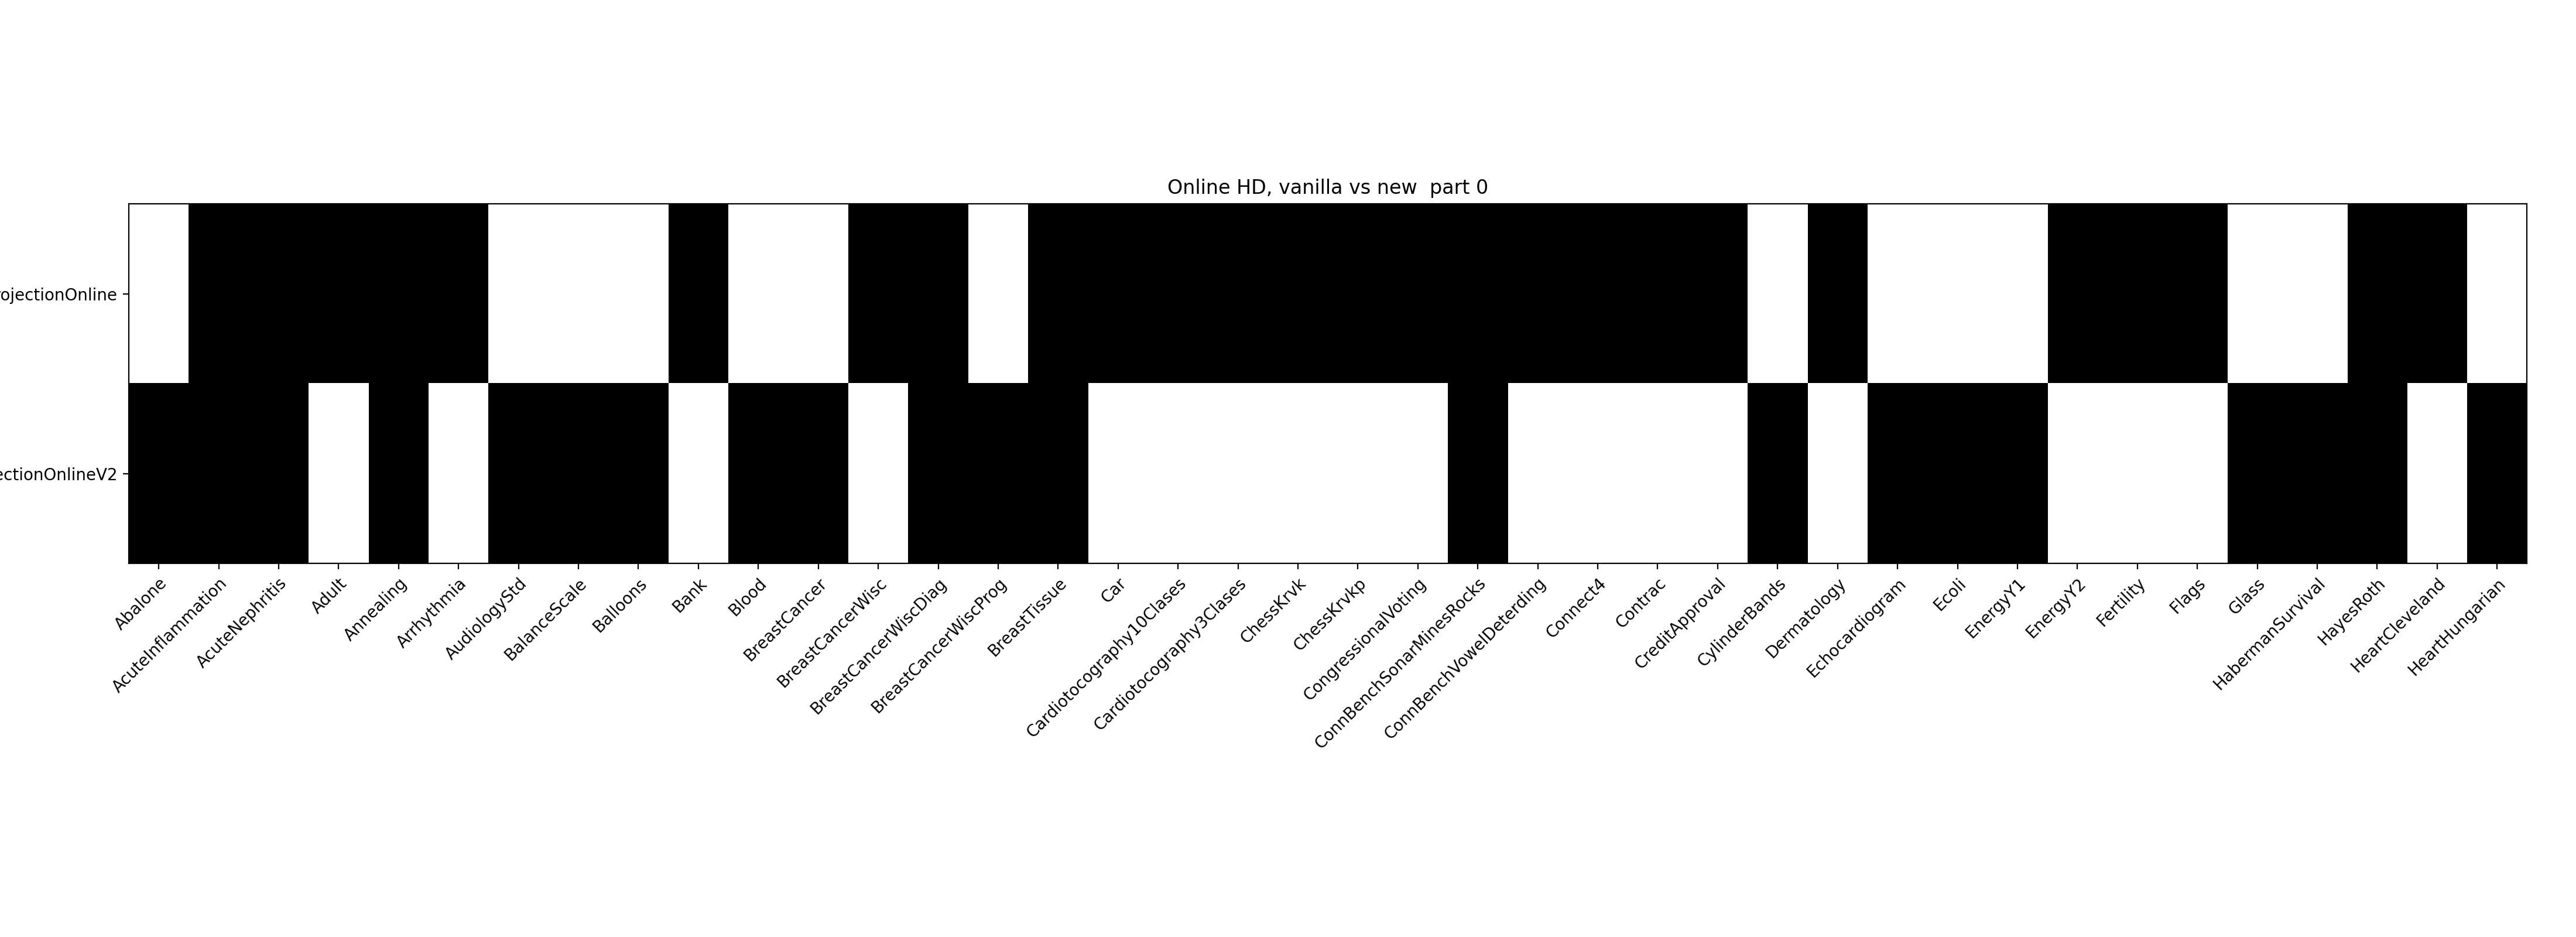 Online HD, vanilla vs new  part 0
ojectionOnline
ectionOnlineV2
Abalone
AcuteInflammation
AcuteNephritis
Adult
Annealing
Arrhythmia
AudiologyStd
BalanceScale
Balloons
Bank
Blood
BreastCancer
BreastCancerWisc
BreastCancerWiscDiag
BreastCancerWiscProg
BreastTissue
Car
Cardiotocography10Clases
Cardiotocography3Clases
ChessKrvk
ChessKrvkp
CongressionalVoting
ConnBenchSonarMinesRocks
ConnBenchVowelDeterding
Connect4
Contrac
CreditApproval
CylinderBands
Dermatology
Echocardiogram
Ecoli
EnergyY1
EnergyY2
Fertility
Flags
Glass
HabermanSurvival
HayesRoth
HeartCleveland
HeartHungarian